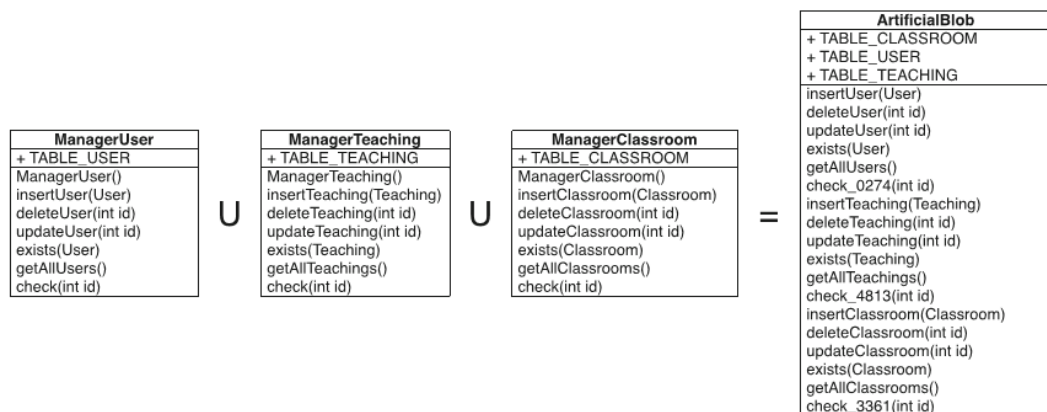 ManagerUser
+ TABLE_USER
ManagerUser()
insertUser(User)
deleteUser(int id)
updateUser(int id)
exists(User)
getAllUsers()
check(int id)
U
ManagerTeaching
+ TABLE_TEACHING
ManagerTeaching()
insertTeaching(Teaching)
deleteTeaching(int id)
updateTeaching(int id)
exists(Teaching)
getAllTeachings()
check(int id)
U
ManagerClassroom
+ TABLE_CLASSROOM
ManagerClassroom()
insertClassroom(Classroom)
deleteClassroom(int id)
updateClassroom(int id)
exists(Classroom)
getAllClassrooms()
check(int id)
=
ArtificialBlob
+ TABLE_CLASSROOM
+ TABLE_USER
+ TABLE_TEACHING
insertUser(User)
deleteUser(int id)
updateUser(int id)
exists(User)
getAllUsers()
check_0274(int id)
insertTeaching(Teaching)
deleteTeaching(int id)
updateTeaching(int id)
exists(Teaching)
getAllTeachings()
check_4813(int id)
insertClassroom(Classroom)
deleteClassroom(int id)
updateClassroom(int id)
exists(Classroom)
getAllClassrooms()
check_3361(int id)